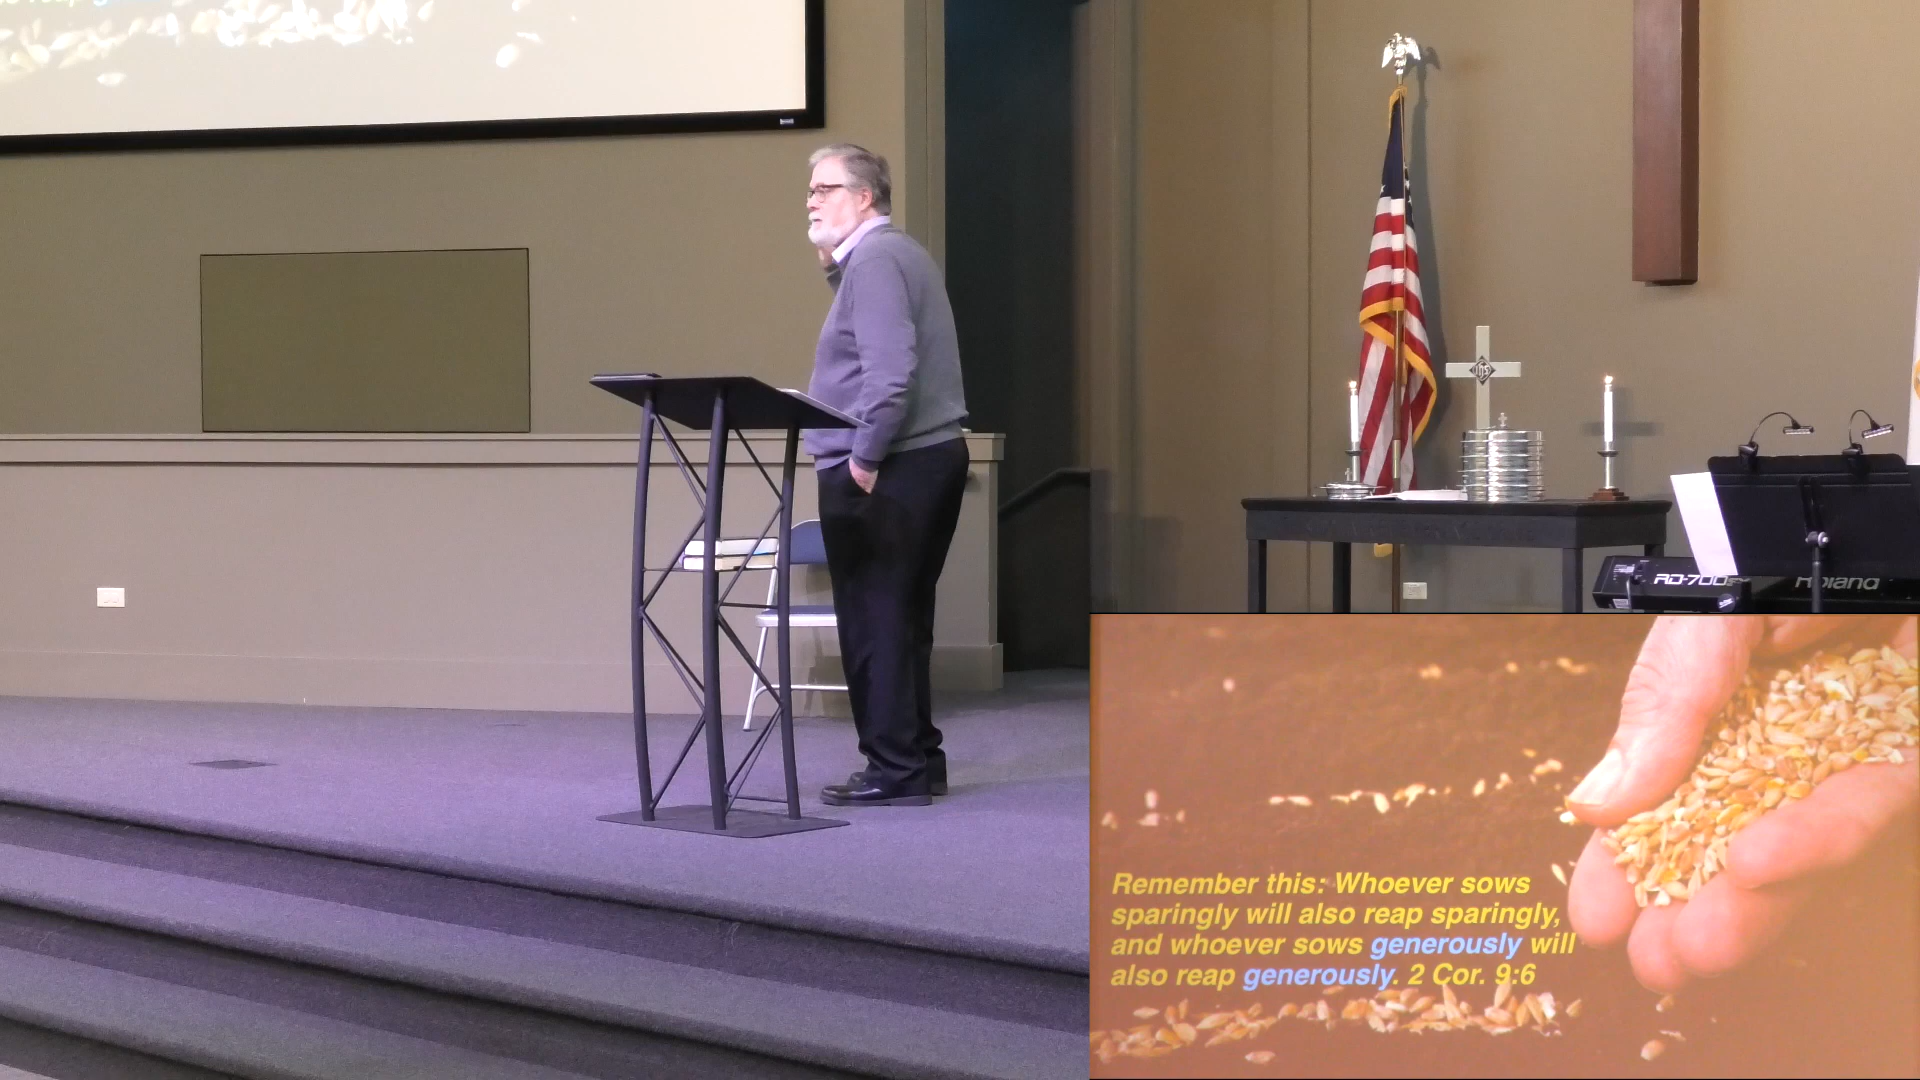 IHS
RD-700
Roland
Remember this: Whoever sows
sparingly will also reap sparingly,
and whoever sows generously will
also reap generously. 2 Cor. 9:6